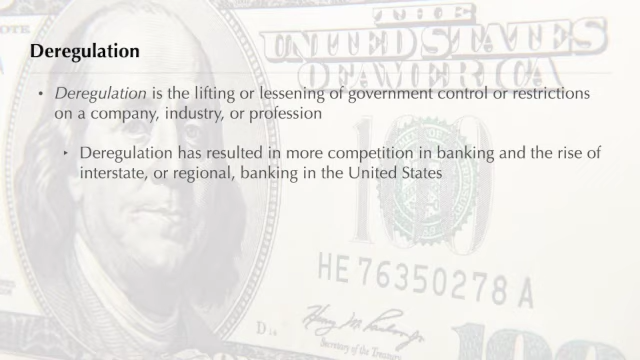 THE
UNITED STATES
OF AMERICA
Deregulation
• Deregulation is the lifting or lessening of government control or restrictions
on a company, industry, or profession
‣ Deregulation has resulted in more competition in banking and the rise of
interstate, or regional, banking in the United States
100
HE 76350278 A
Secretary of the Treasury
100